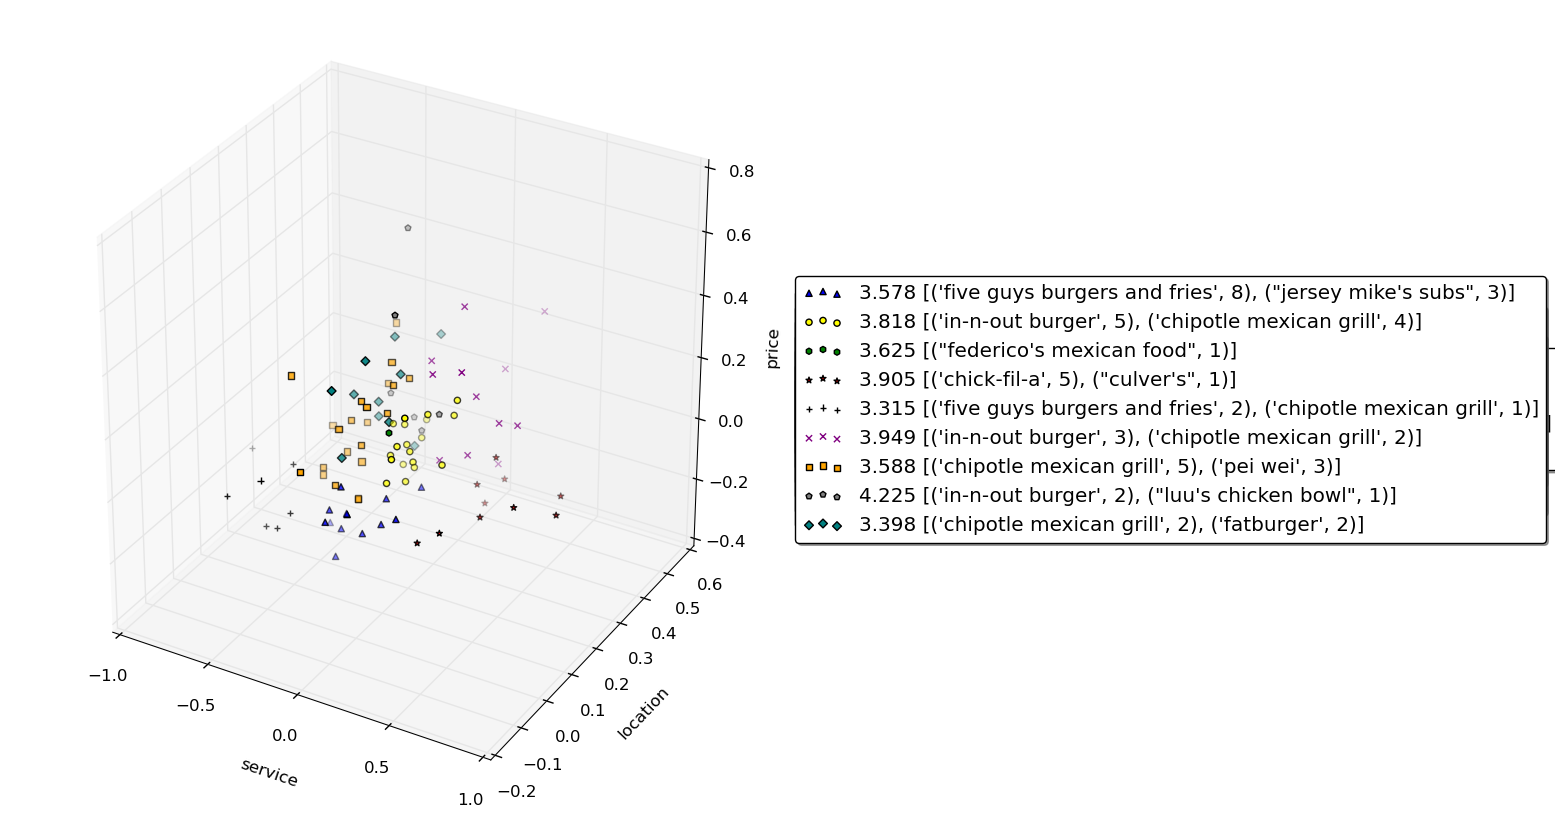 0.8
0.6
0.4
0.2
0.0
−0.2
−0.4
price
3.578 [('five guys burgers and fries', 8), ("jersey mike's subs", 3)]
3.818 [('in-n-out burger', 5), ('chipotle mexican grill', 4)]
3.625 [("federico's mexican food", 1)]
3.905 [('chick-fil-a', 5), ("culver's", 1)]
3.315 [('five guys burgers and fries', 2), ('chipotle mexican grill', 1)]
3.949 [('in-n-out burger', 3), ('chipotle mexican grill', 2)]
3.588 [('chipotle mexican grill', 5), ('pei wei', 3)]
4.225 [('in-n-out burger', 2), ("luu's chicken bowl", 1)]
3.398 [('chipotle mexican grill', 2), ('fatburger', 2)]
0.6
0.5
0.4
0.3
0.2
0.1
0.0
−0.1
−0.2
location
−1.0
−0.5
0.0
0.5
1.0
service